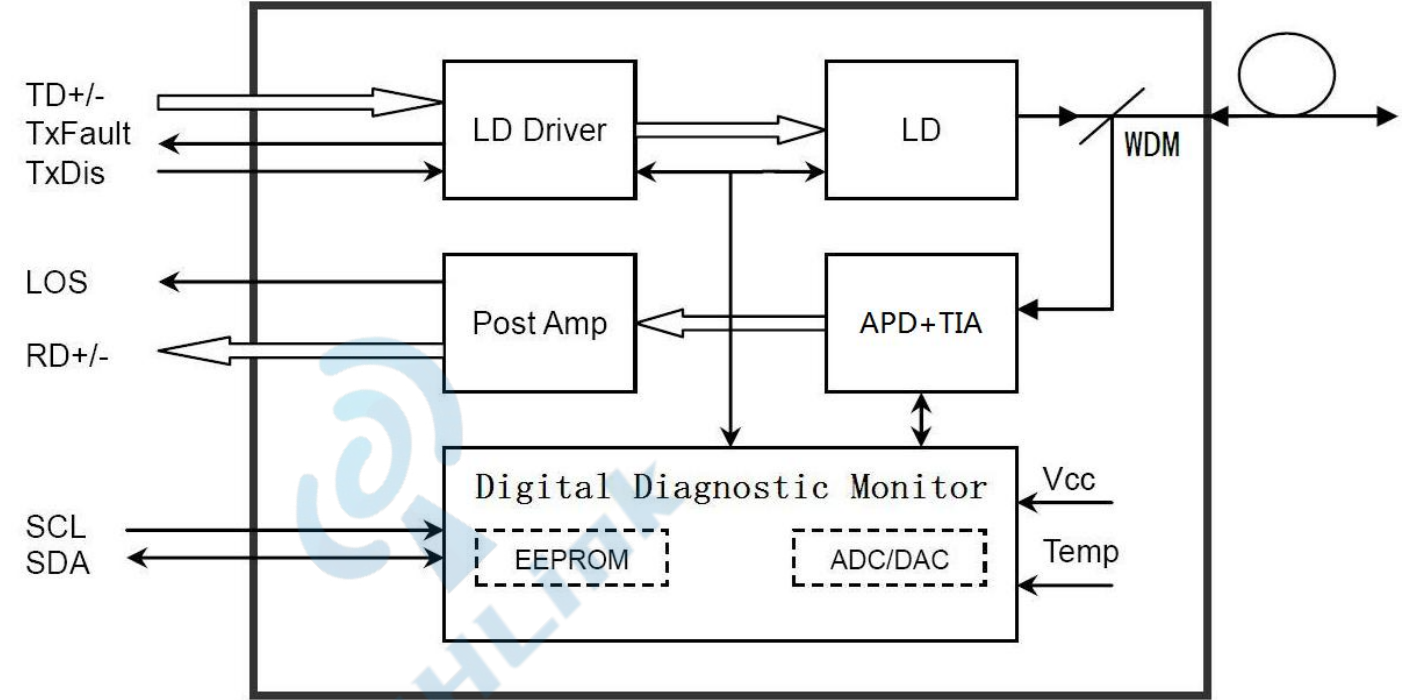 TD+/-
TxFault
TxDis
LD Driver
LD
WDM
LOS
RD+/-
Post Amp
APD+TIA
Digital Diagnostic Monitor
Vcc
Temp
SCL
SDA
EEPROM
ADC/DAC
HLink